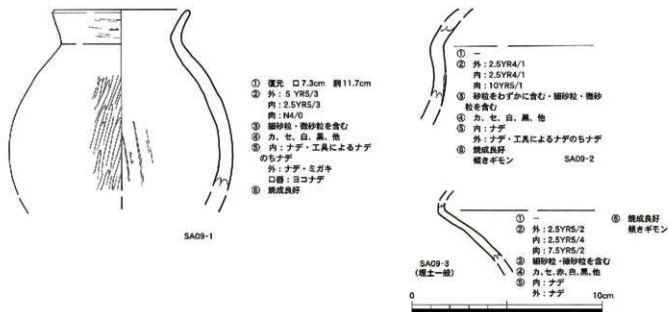 ① 復元 口7.3cm 胴11.7cm
② 外:5 YR5/3
内:2.5YR5/3
肉:N4/0
③ 細砂粒・微砂粒を含む
④ カ、セ、白、黒、他
⑤ 内:ナデ・工具によるナデ
のちナデ
外:ナデ・ミガキ
口器:ヨコナデ
⑥ 焼成良好
SA09-1
① −
② 外:2.5YR4/1
内:2.5YR4/1
肉:10YR5/1
③ 砂粒をわずかに含む・細砂粒・微砂
粒を含む
④ カ、セ、白、黒、他
⑤ 内:ナデ
外:ナデ・工具によるナデのちナデ
⑥ 焼成良好
傾きギモン
SA09-2
① −
② 外:2.5YR5/2
内:2.5YR5/4
肉:7.5YR5/2
③ 細砂粒・微砂粒を含む
④ カ、セ、赤、白、黒、他
⑤ 内:ナデ
外:ナデ
⑥ 焼成良好
傾きギモン
SA09-3
(埋土一般)
0 10cm